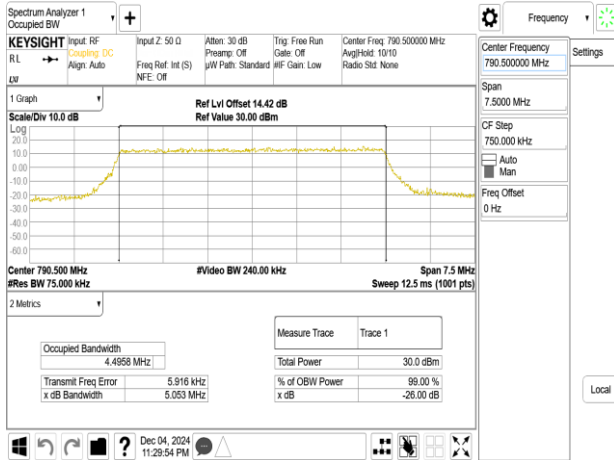 Spectrum Analyzer 1
Occupied BW
Frequency
KEYSIGHT
RL
LXI
Input: RF
Coupling: DC
Align: Auto
Input Z: 50 Ω
Freq Ref: Int (S)
NFE: Off
Atten: 30 dB
Preamp: Off
µW Path: Standard
Trig: Free Run
Gate: Off
#IF Gain: Low
Center Freq: 790.500000 MHz
Avg|Hold: 10/10
Radio Std: None
Center Frequency
790.500000 MHz
Settings
Span
7.5000 MHz
CF Step
750.000 kHz
Auto
Man
Freq Offset
0 Hz
Local
1 Graph
Scale/Div 10.0 dB
Ref Lvl Offset 14.42 dB
Ref Value 30.00 dBm
Log
20.0
10.0
0.00
-10.0
-20.0
-30.0
-40.0
-50.0
-60.0
Center 790.500 MHz
#Video BW 240.00 kHz
Span 7.5 MHz
#Res BW 75.000 kHz
Sweep 12.5 ms (1001 pts)
2 Metrics
Measure Trace Trace 1
Occupied Bandwidth
4.4958 MHz
Total Power 30.0 dBm
Transmit Freq Error 5.916 kHz
% of OBW Power 99.00 %
x dB Bandwidth 5.053 MHz
x dB -26.00 dB
?
Dec 04, 2024
11:29:54 PM